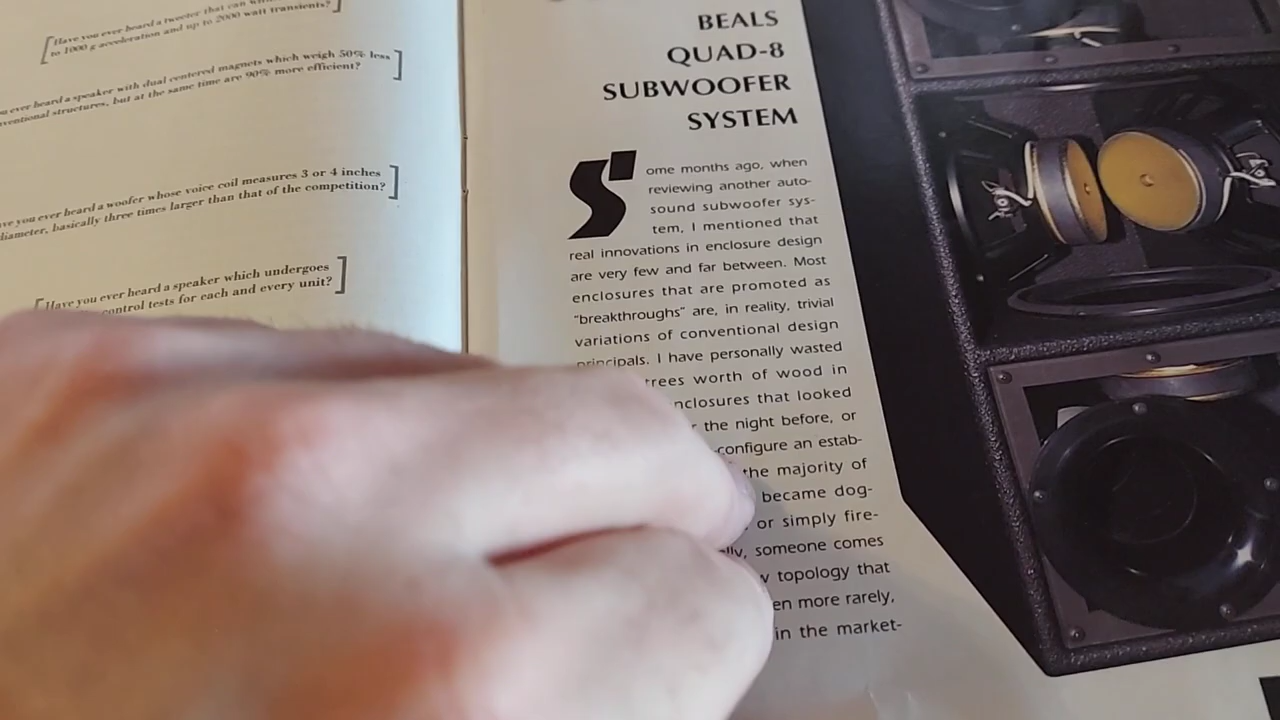 [Have you ever heard a tweeter that can
to 1000 g acceleration and up to 2000 watt transients?]
ever heard a speaker with dual centered magnets which weigh 50% less
structures, but at the same time are 90% more efficient?]
you ever heard a woofer whose voice coil measures 3 or 4 inches
diameter, basically three times larger than that of the competition?]
[Have you ever heard a speaker which undergoes
control tests for each and every unit?]
BEALS
QUAD-8
SUBWOOFER
SYSTEM
Some months ago, when
reviewing another auto-
sound subwoofer sys-
tem, I mentioned that
real innovations in enclosure design
are very few and far between. Most
enclosures that are promoted as
"breakthroughs" are, in reality, trivial
variations of conventional design
principals. I have personally wasted
trees worth of wood in
nclosures that looked
the night before, or
configure an estab-
the majority of
became dog-
or simply fire-
lly, someone comes
topology that
en more rarely,
in the market-